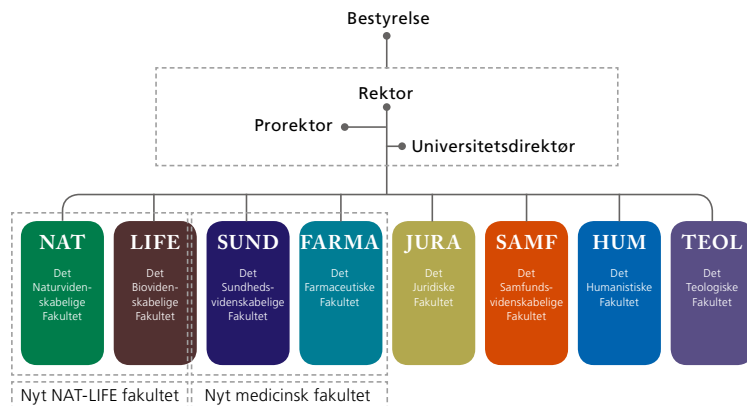 Bestyrelse
Rektor
Prorektor
Universitetsdirektør
NAT
Det
Naturviden-
skabelige
Fakultet
LIFE
Det
Bioviden-
skabelige
Fakultet
SUND
Det
Sundheds-
videnskabelige
Fakultet
FARMA
Det
Farmaceutiske
Fakultet
JURA
Det
Juridiske
Fakultet
SAMF
Det
Samfunds-
videnskabelige
Fakultet
HUM
Det
Humanistiske
Fakultet
TEOL
Det
Teologiske
Fakultet
Nyt NAT-LIFE fakultet
Nyt medicinsk fakultet